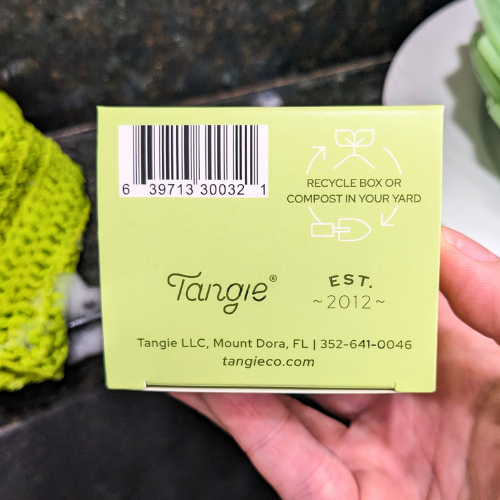 6 39713 30032 1
RECYCLE BOX OR
COMPOST IN YOUR YARD
Tangie®
EST.
~2012~
Tangie LLC, Mount Dora, FL | 352-641-0046
tangieco.com